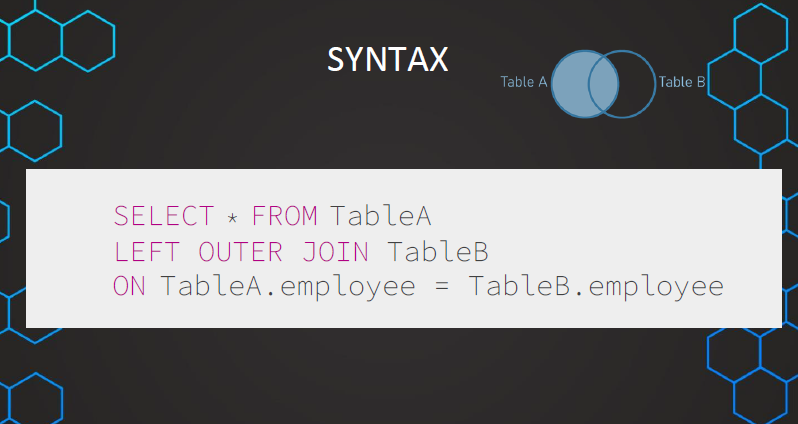 SYNTAX
Table A
Table B
SELECT * FROM TableA
LEFT OUTER JOIN TableB
ON TableA.employee = TableB.employee